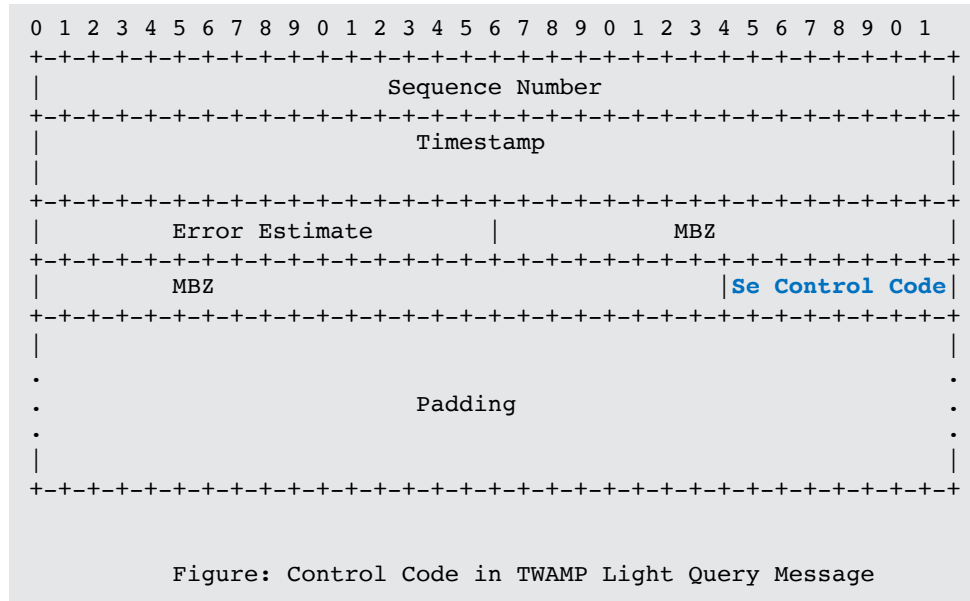 0 1 2 3 4 5 6 7 8 9 0 1 2 3 4 5 6 7 8 9 0 1 2 3 4 5 6 7 8 9 0 1
+-+-+-+-+-+-+-+-+-+-+-+-+-+-+-+-+-+-+-+-+-+-+-+-+-+-+-+-+-+-+-+-+
| Sequence Number |
+-+-+-+-+-+-+-+-+-+-+-+-+-+-+-+-+-+-+-+-+-+-+-+-+-+-+-+-+-+-+-+-+
| Timestamp |
| |
+-+-+-+-+-+-+-+-+-+-+-+-+-+-+-+-+-+-+-+-+-+-+-+-+-+-+-+-+-+-+-+-+
| Error Estimate | MBZ |
+-+-+-+-+-+-+-+-+-+-+-+-+-+-+-+-+-+-+-+-+-+-+-+-+-+-+-+-+-+-+-+-+
| MBZ |Se Control Code|
+-+-+-+-+-+-+-+-+-+-+-+-+-+-+-+-+-+-+-+-+-+-+-+-+-+-+-+-+-+-+-+-+
| |
. .
. Padding .
. .
| |
+-+-+-+-+-+-+-+-+-+-+-+-+-+-+-+-+-+-+-+-+-+-+-+-+-+-+-+-+-+-+-+-+
Figure: Control Code in TWAMP Light Query Message